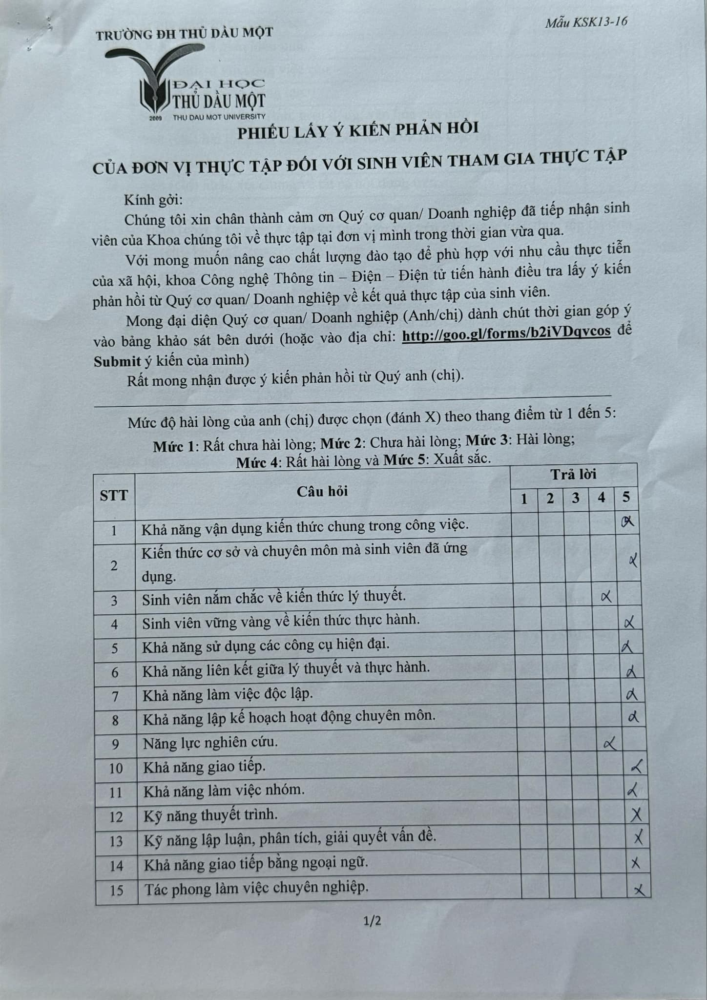 Mẫu KSK13-16
TRƯỜNG ĐH THỦ DẦU MỘT
ĐẠI HỌC
THỦ DẦU MỘT
2009 THU DAU MOT UNIVERSITY
PHIẾU LẤY Ý KIẾN PHẢN HỒI
CỦA ĐƠN VỊ THỰC TẬP ĐỐI VỚI SINH VIÊN THAM GIA THỰC TẬP
Kính gởi:
Chúng tôi xin chân thành cảm ơn Quý cơ quan/ Doanh nghiệp đã tiếp nhận sinh
viên của Khoa chúng tôi về thực tập tại đơn vị mình trong thời gian vừa qua.
Với mong muốn nâng cao chất lượng đào tạo để phù hợp với nhu cầu thực tiễn
của xã hội, khoa Công nghệ Thông tin – Điện – Điện tử tiến hành điều tra lấy ý kiến
phản hồi từ Quý cơ quan/ Doanh nghiệp về kết quả thực tập của sinh viên.
Mong đại diện Quý cơ quan/ Doanh nghiệp (Anh/chị) dành chút thời gian góp ý
vào bảng khảo sát bên dưới (hoặc vào địa chỉ: http://goo.gl/forms/b2iVDqvcos để
Submit ý kiến của mình)
Rất mong nhận được ý kiến phản hồi từ Quý anh (chị).
Mức độ hài lòng của anh (chị) được chọn (đánh X) theo thang điểm từ 1 đến 5:
Mức 1: Rất chưa hài lòng; Mức 2: Chưa hài lòng; Mức 3: Hài lòng;
Mức 4: Rất hài lòng và Mức 5: Xuất sắc.
STT Câu hỏi Trả lời
1 2 3 4 5
1 Khả năng vận dụng kiến thức chung trong công việc. X
2 Kiến thức cơ sở và chuyên môn mà sinh viên đã ứng
dụng. X
3 Sinh viên nắm chắc về kiến thức lý thuyết. X
4 Sinh viên vững vàng về kiến thức thực hành. X
5 Khả năng sử dụng các công cụ hiện đại. X
6 Khả năng liên kết giữa lý thuyết và thực hành. X
7 Khả năng làm việc độc lập. X
8 Khả năng lập kế hoạch hoạt động chuyên môn. X
9 Năng lực nghiên cứu. X
10 Khả năng giao tiếp. X
11 Khả năng làm việc nhóm. X
12 Kỹ năng thuyết trình. X
13 Kỹ năng lập luận, phân tích, giải quyết vấn đề. X
14 Khả năng giao tiếp bằng ngoại ngữ. X
15 Tác phong làm việc chuyên nghiệp. X
1/2